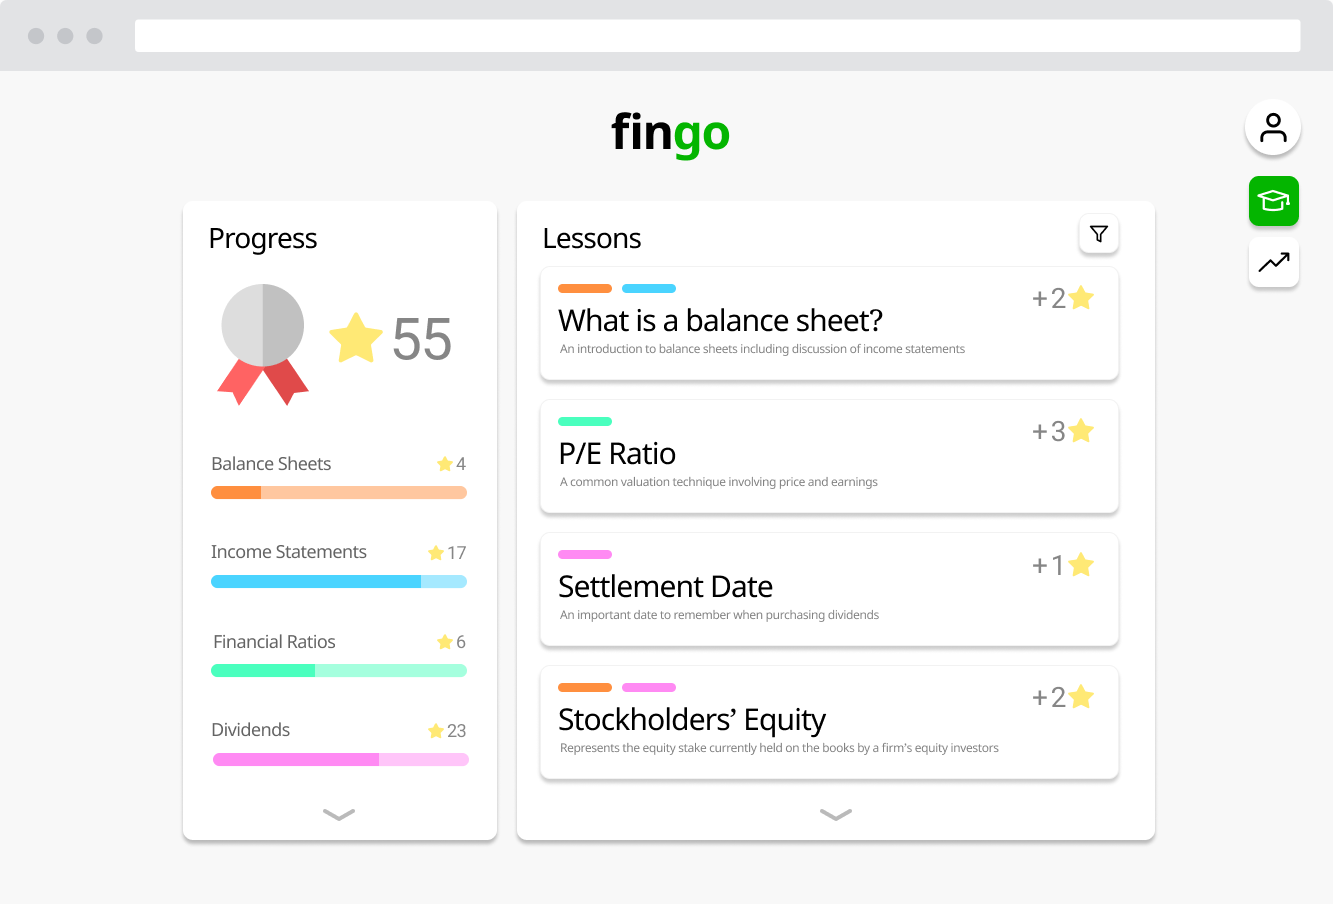 fingo
Progress
55
Balance Sheets 4
Income Statements 17
Financial Ratios 6
Dividends 23
Lessons
What is a balance sheet? +2
An introduction to balance sheets including discussion of income statements
P/E Ratio +3
A common valuation technique involving price and earnings
Settlement Date +1
An important date to remember when purchasing dividends
Stockholders’ Equity +2
Represents the equity stake currently held on the books by a firm's equity investors